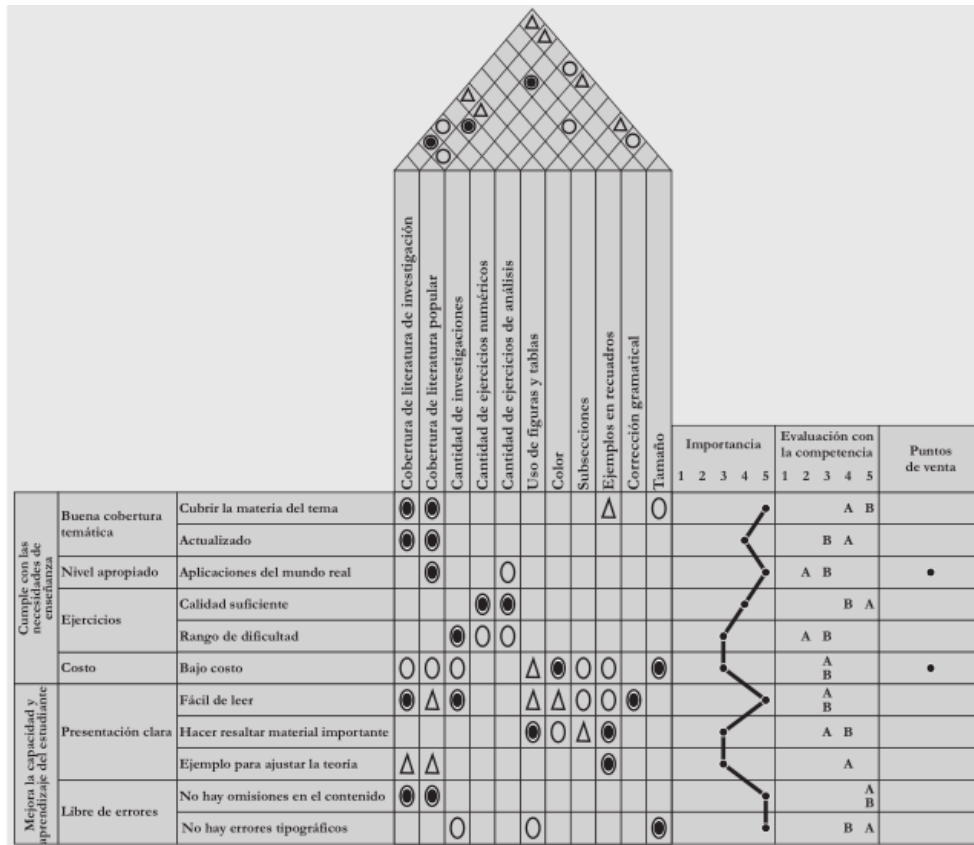 Cobertura de literatura de investigación
Cobertura de literatura popular
Cantidad de investigaciones
Cantidad de ejercicios numéricos
Cantidad de ejercicios de análisis
Uso de figuras y tablas
Color
Subsecciones
Ejemplos en recuadros
Corrección gramatical
Tamaño
Importancia
1 2 3 4 5
Evaluación con
la competencia
1 2 3 4 5
Puntos
de venta
Cumple con las
necesidades de
enseñanza
Buena cobertura
temática
Cubrir la materia del tema
A B
Actualizado
B A
Nivel apropiado
Aplicaciones del mundo real
A B
Ejercicios
Calidad suficiente
B A
Rango de dificultad
A B
Costo
Bajo costo
A
B
Mejora la capacidad y
aprendizaje del estudiante
Presentación clara
Fácil de leer
A
B
Hacer resaltar material importante
A B
Ejemplo para ajustar la teoría
A
Libre de errores
No hay omisiones en el contenido
A
B
No hay errores tipográficos
B A